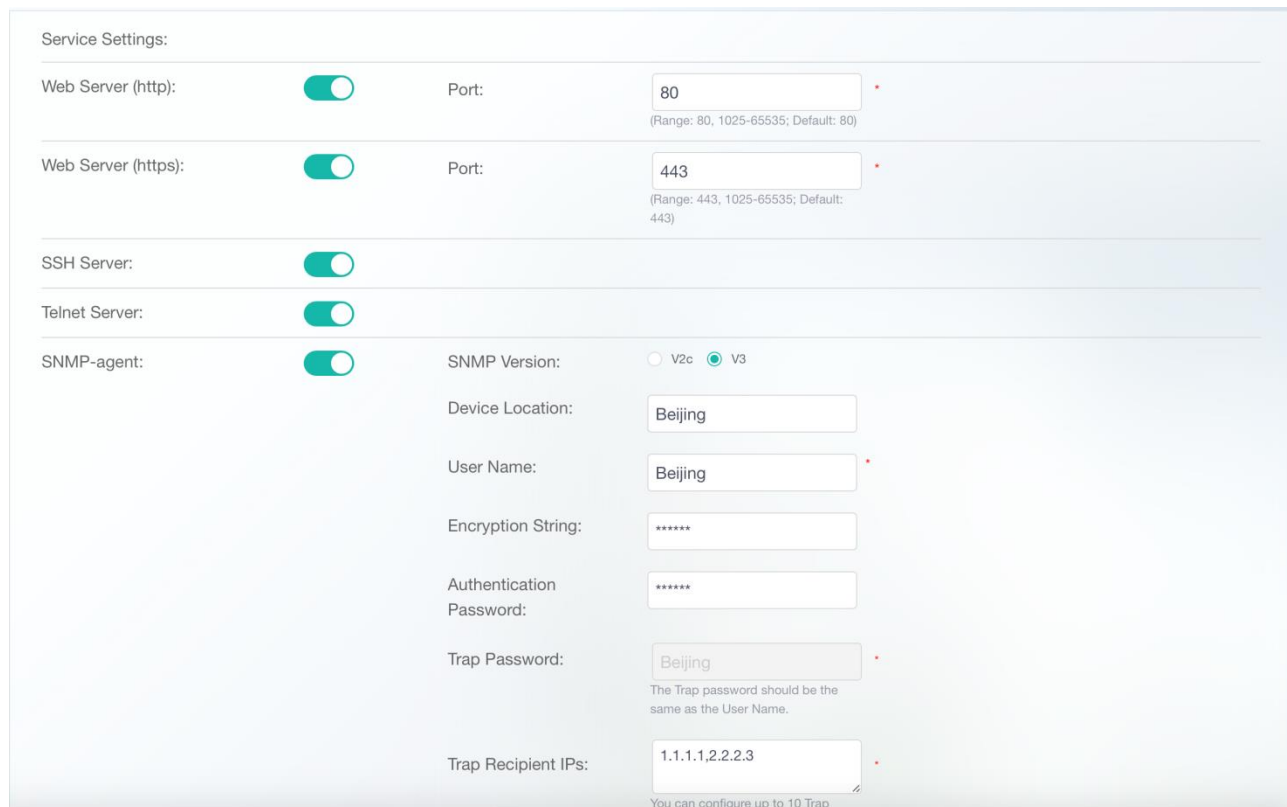 Service Settings:
Web Server (http):
Port:
80
*
(Range: 80, 1025-65535; Default: 80)
Web Server (https):
Port:
443
*
(Range: 443, 1025-65535; Default:
443)
SSH Server:
Telnet Server:
SNMP-agent:
SNMP Version:
V2c
V3
Device Location:
Beijing
User Name:
Beijing
*
Encryption String:
******
Authentication
Password:
******
Trap Password:
Beijing
*
The Trap password should be the
same as the User Name.
Trap Recipient IPs:
1.1.1.1,2.2.2.3
*
You can configure up to 10 Trap